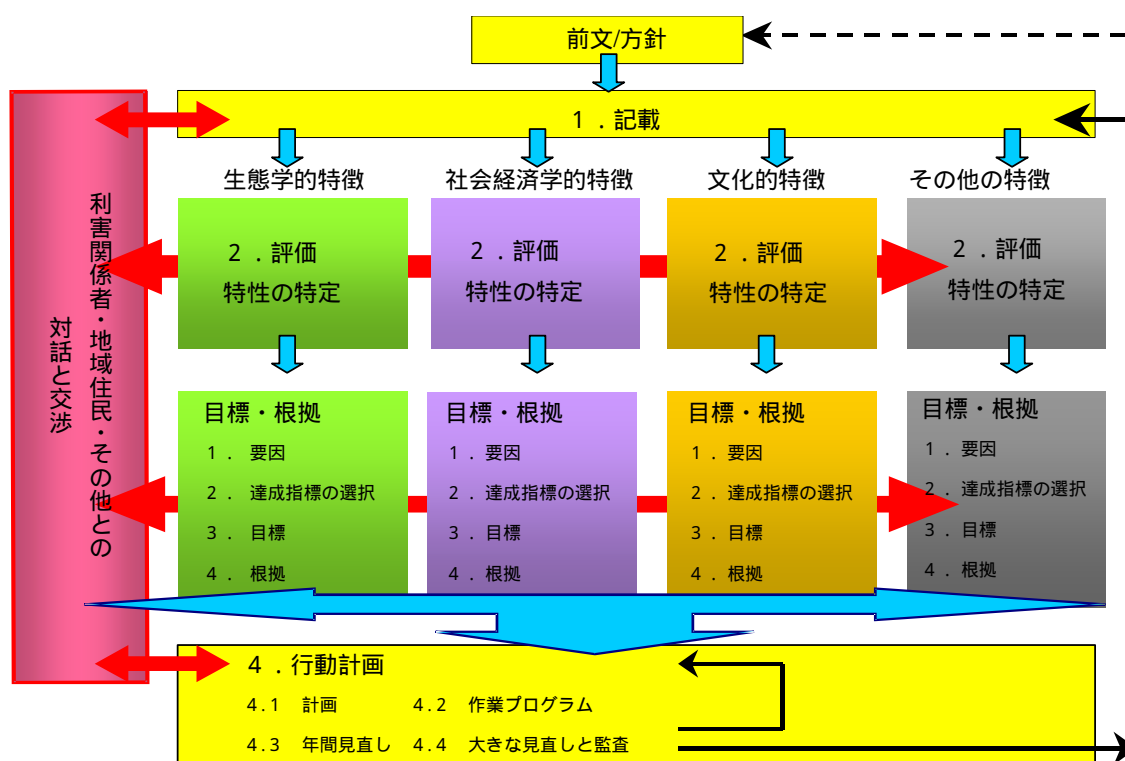 前文/方針
1．記載
利害関係者・地域住民・その他との
対話と交渉
生態学的特徴
社会経済学的特徴
文化的特徴
その他の特徴
2．評価
特性の特定
2．評価
特性の特定
2．評価
特性の特定
2．評価
特性の特定
目標・根拠
1． 要因
2． 達成指標の選択
3． 目標
4． 根拠
目標・根拠
1． 要因
2． 達成指標の選択
3． 目標
4． 根拠
目標・根拠
1． 要因
2． 達成指標の選択
3． 目標
4． 根拠
目標・根拠
1． 要因
2． 達成指標の選択
3． 目標
4． 根拠
4．行動計画
4.1 計画 4.2 作業プログラム
4.3 年間見直し 4.4 大きな見直しと監査